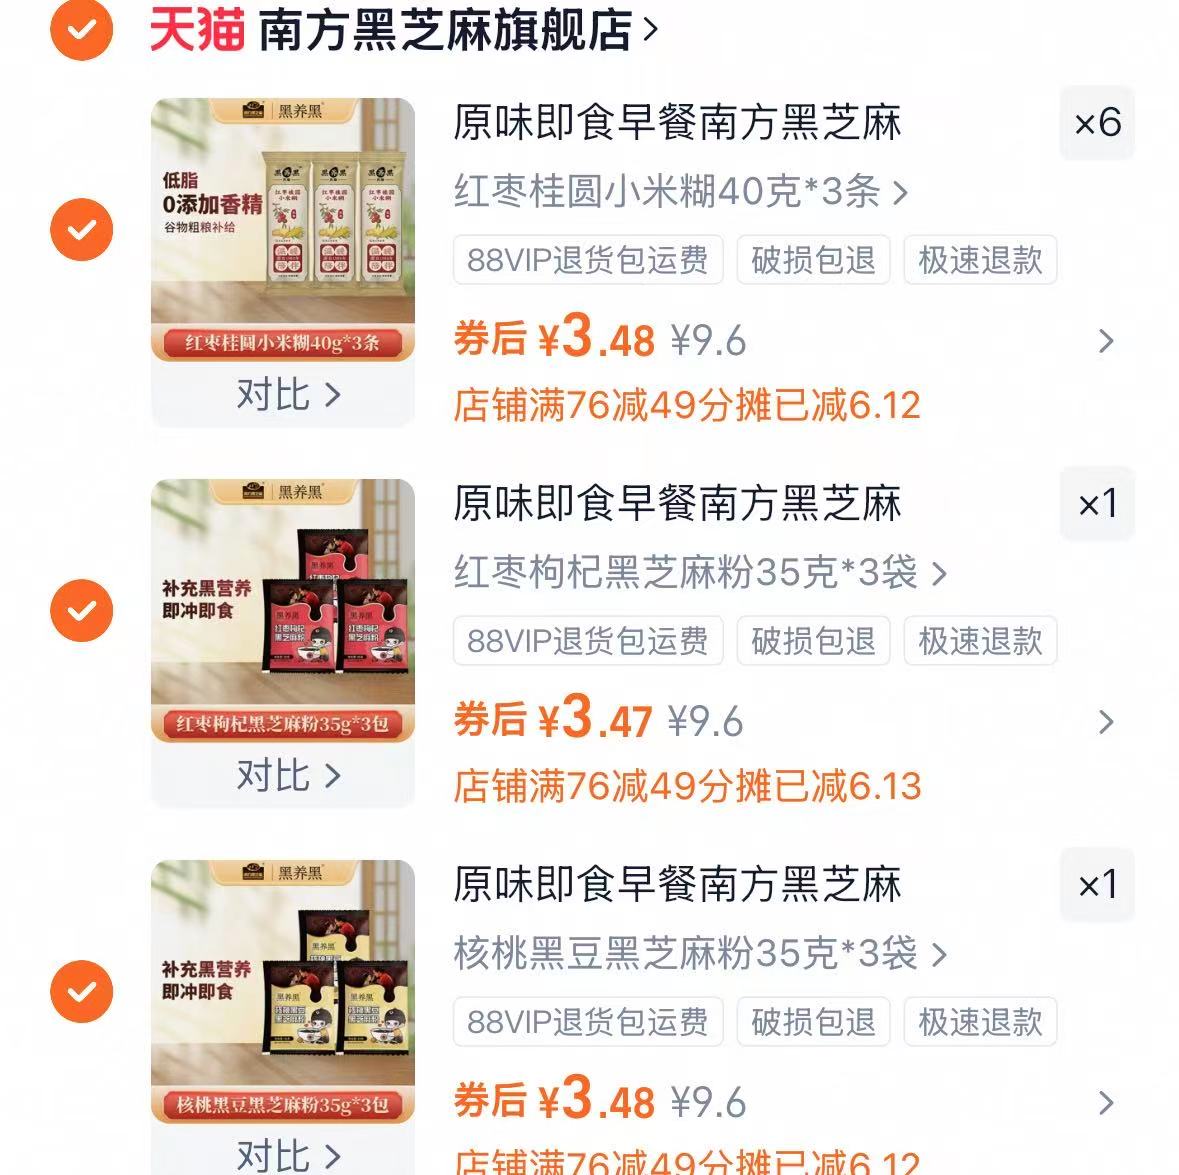 天猫 南方黑芝麻旗舰店
黑养黑
低脂
0添加香精
谷物粗粮补给
红枣桂圆小米糊40g*3条
对比
原味即食早餐南方黑芝麻
×6
红枣桂圆小米糊40克*3条
88VIP退货包运费 破损包退 极速退款
券后 ¥3.48 ¥9.6
店铺满76减49分摊已减6.12
黑养黑
补充黑营养
即冲即食
红枣枸杞黑芝麻粉35g*3包
对比
原味即食早餐南方黑芝麻
×1
红枣枸杞黑芝麻粉35克*3袋
88VIP退货包运费 破损包退 极速退款
券后 ¥3.47 ¥9.6
店铺满76减49分摊已减6.13
黑养黑
补充黑营养
即冲即食
核桃黑豆黑芝麻粉35g*3包
对比
原味即食早餐南方黑芝麻
×1
核桃黑豆黑芝麻粉35克*3袋
88VIP退货包运费 破损包退 极速退款
券后 ¥3.48 ¥9.6
店铺满76减49分摊已减6.12